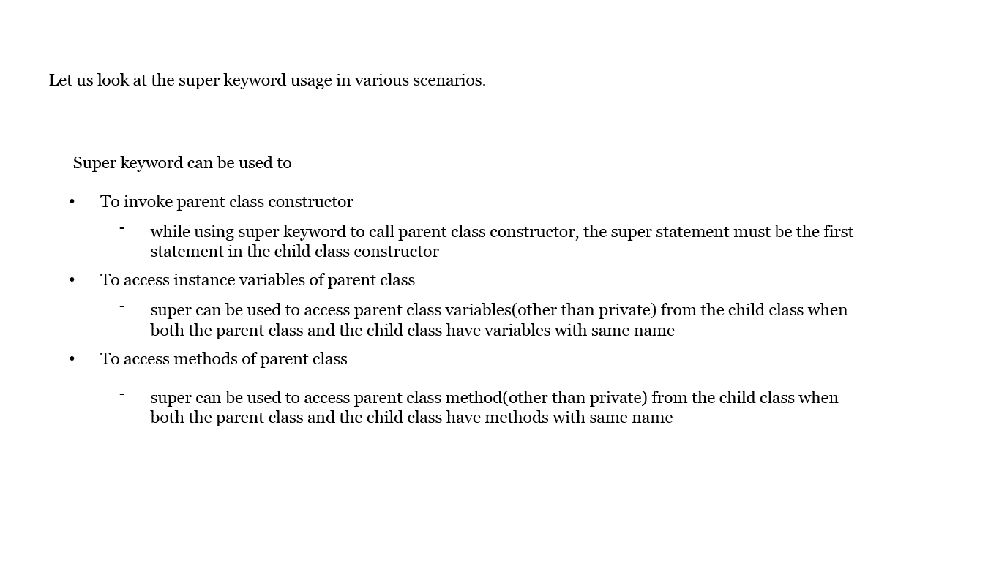 Let us look at the super keyword usage in various scenarios.
Super keyword can be used to
• To invoke parent class constructor
- while using super keyword to call parent class constructor, the super statement must be the first
statement in the child class constructor
• To access instance variables of parent class
- super can be used to access parent class variables(other than private) from the child class when
both the parent class and the child class have variables with same name
• To access methods of parent class
- super can be used to access parent class method(other than private) from the child class when
both the parent class and the child class have methods with same name